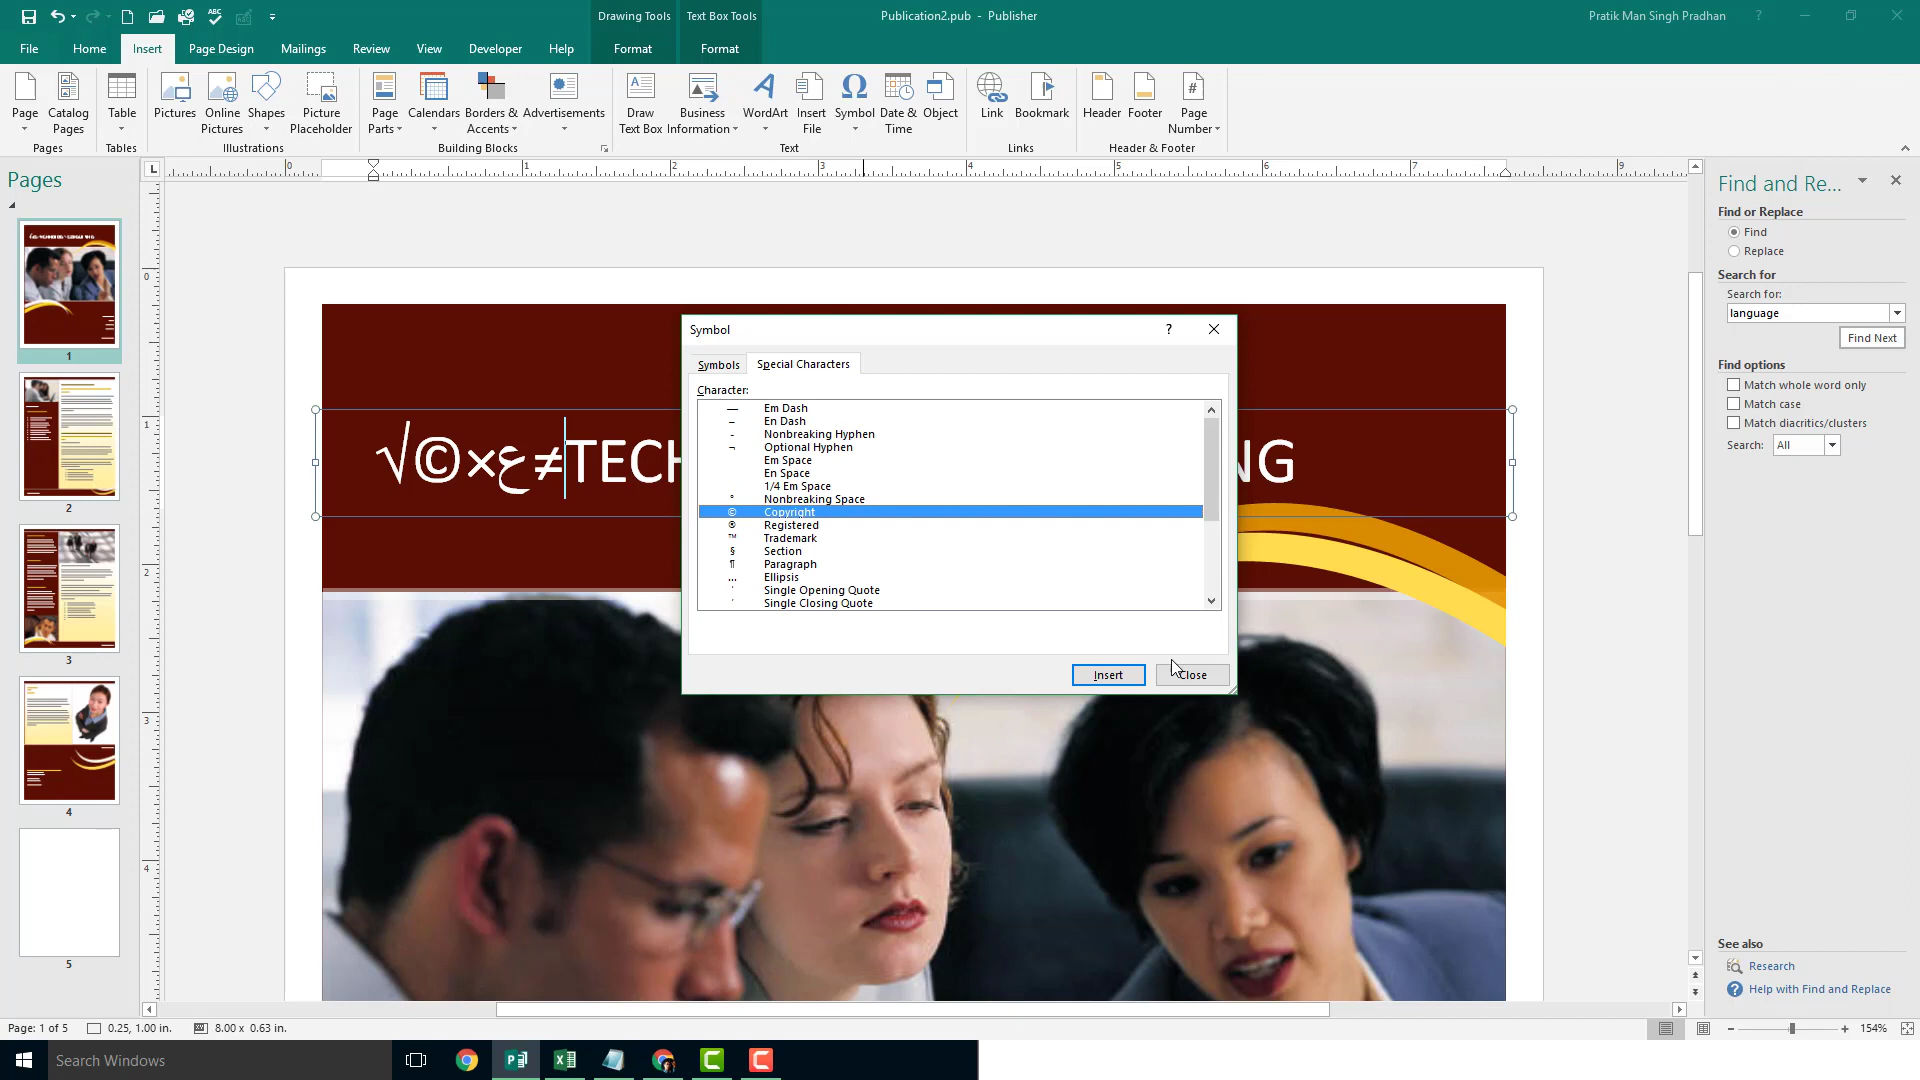 Drawing Tools
Text Box Tools
Publication2.pub - Publisher
Pratik Man Singh Pradhan
File
Home
Insert
Page Design
Mailings
Review
View
Developer
Help
Format
Format
Page
Catalog Pages
Table
Pictures
Online Pictures
Shapes
Picture Placeholder
Page Parts
Calendars
Borders & Accents
Advertisements
Draw Text Box
Business Information
WordArt
Insert File
Symbol
Date & Time
Object
Link
Bookmark
Header
Footer
Page Number
Pages
Tables
Illustrations
Building Blocks
Text
Links
Header & Footer
Pages
1
2
3
4
5
√©×ع≠TECH
NG
Symbol
Symbols
Special Characters
Character:
— Em Dash
– En Dash
- Nonbreaking Hyphen
¬ Optional Hyphen
Em Space
En Space
1/4 Em Space
° Nonbreaking Space
© Copyright
® Registered
™ Trademark
§ Section
¶ Paragraph
… Ellipsis
‘ Single Opening Quote
’ Single Closing Quote
Insert
Close
Find and Re...
Find or Replace
Find
Replace
Search for
Search for:
language
Find Next
Find options
Match whole word only
Match case
Match diacritics/clusters
Search: All
See also
Research
Help with Find and Replace
Page: 1 of 5
0.25, 1.00 in.
8.00 x 0.63 in.
154%
Search Windows